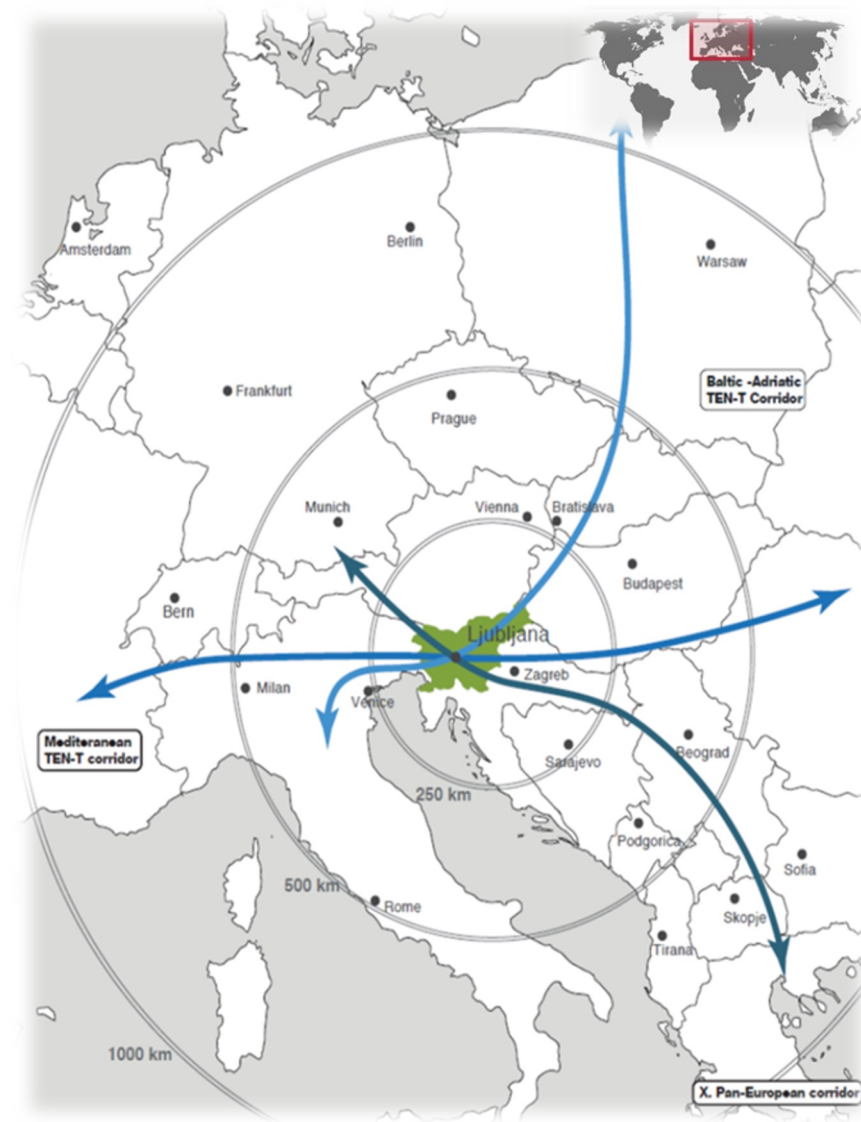 Amsterdam
Berlin
Warsaw
Frankfurt
Baltic -Adriatic
TEN-T Corridor
Prague
Munich
Vienna
Bratislava
Budapest
Bern
Ljubljana
Zagreb
Milan
Venice
Mediteranean
TEN-T corridor
Beograd
Sarajevo
250 km
Podgorica
Sofia
500 km
Rome
Skopje
Tirana
1000 km
X. Pan-European corridor